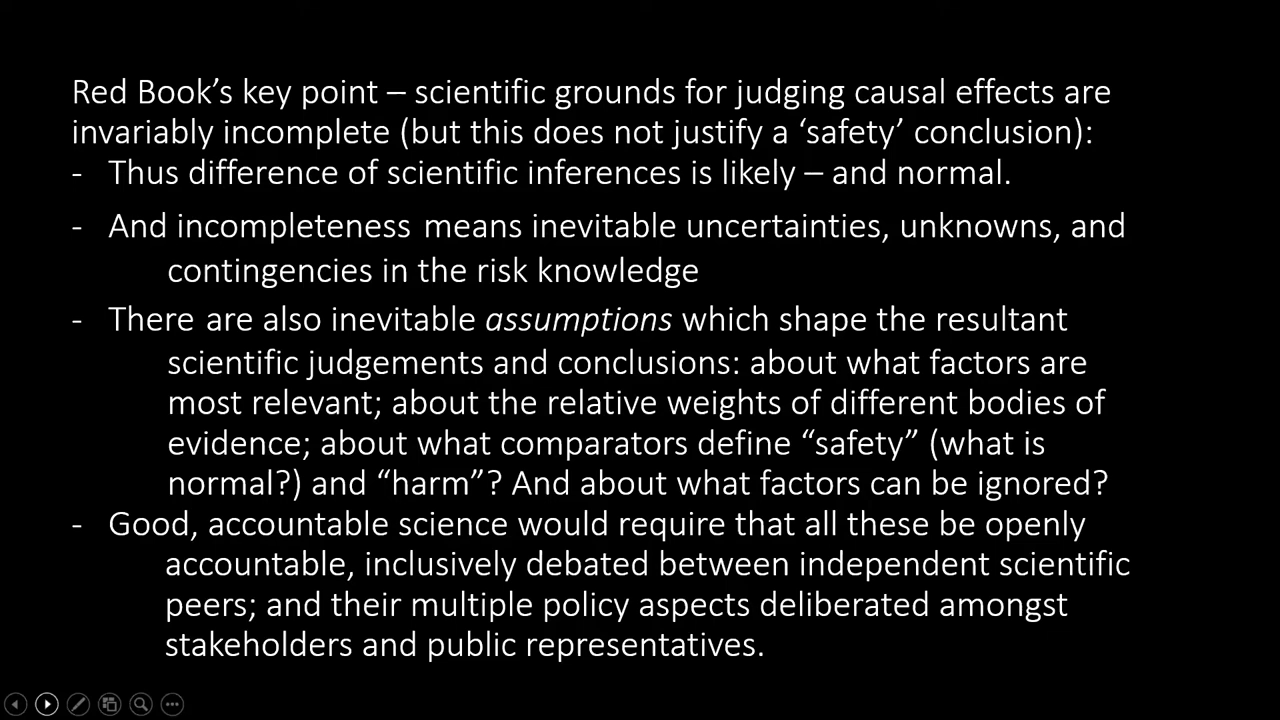 Red Book’s key point – scientific grounds for judging causal effects are
invariably incomplete (but this does not justify a ‘safety’ conclusion):
- Thus difference of scientific inferences is likely – and normal.
- And incompleteness means inevitable uncertainties, unknowns, and
contingencies in the risk knowledge
- There are also inevitable assumptions which shape the resultant
scientific judgements and conclusions: about what factors are
most relevant; about the relative weights of different bodies of
evidence; about what comparators define “safety” (what is
normal?) and “harm”? And about what factors can be ignored?
- Good, accountable science would require that all these be openly
accountable, inclusively debated between independent scientific
peers; and their multiple policy aspects deliberated amongst
stakeholders and public representatives.